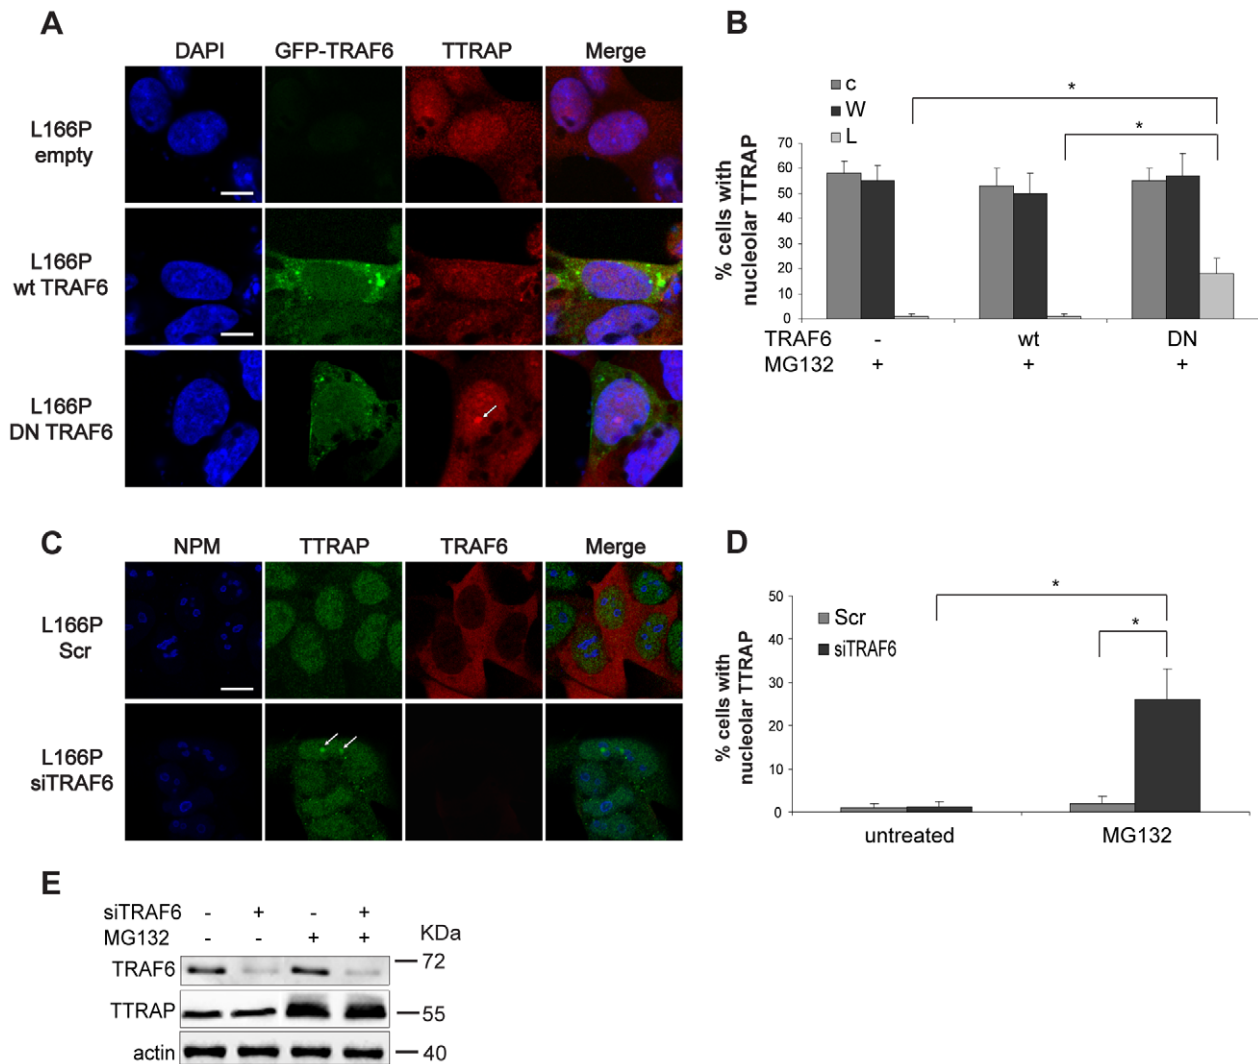 A
DAPI GFP-TRAF6 TTRAP Merge
L166P
empty
L166P
wt TRAF6
L166P
DN TRAF6
B
c
W
L
*
*
% cells with
nucleolar TTRAP
70
60
50
40
30
20
10
0
TRAF6 - wt DN
MG132 + + +
C
NPM TTRAP TRAF6 Merge
L166P
Scr
L166P
siTRAF6
D
Scr
siTRAF6
*
*
% cells with
nucleolar TTRAP
50
40
30
20
10
0
untreated MG132
E
siTRAF6 - + - +
MG132 - - + + KDa
TRAF6 72
TTRAP 55
actin 40